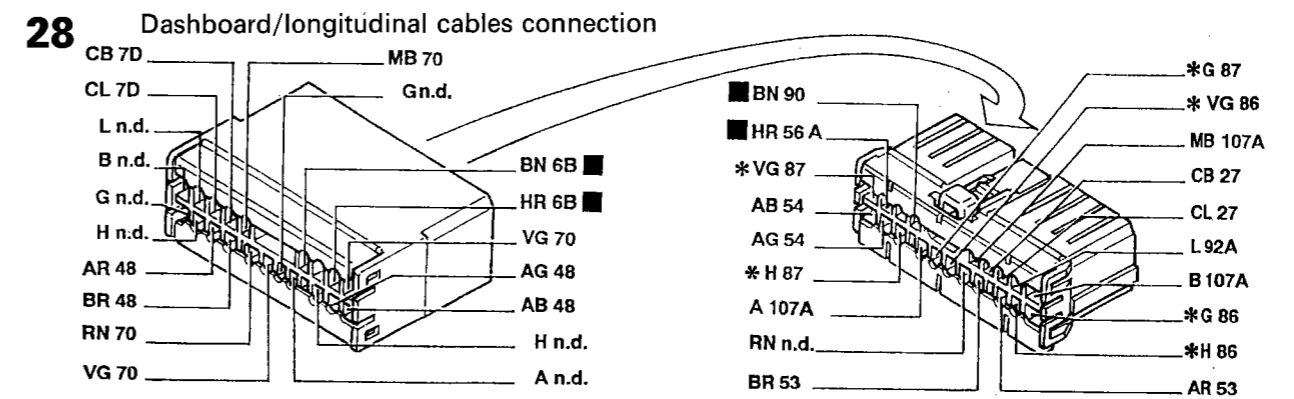 28 Dashboard/longitudinal cables connection
CB 7D
CL 7D
L n.d.
B n.d.
G n.d.
H n.d.
AR 48
BR 48
RN 70
VG 70
MB 70
Gn.d.
BN 6B ■
HR 6B ■
VG 70
AG 48
AB 48
H n.d.
A n.d.
■ BN 90
■ HR 56 A
*VG 87
AB 54
AG 54
*H 87
A 107A
RN n.d.
BR 53
*G 87
* VG 86
MB 107A
CB 27
CL 27
L 92A
B 107A
*G 86
*H 86
AR 53